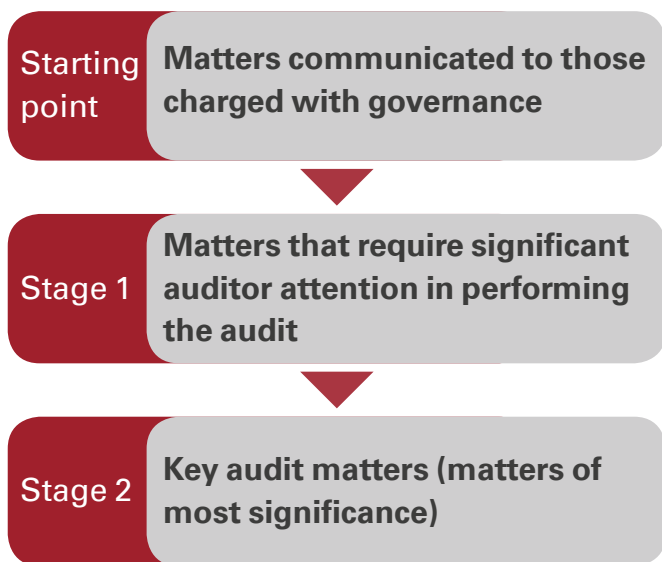 Starting
point
Matters communicated to those
charged with governance
Stage 1
Matters that require significant
auditor attention in performing
the audit
Stage 2
Key audit matters (matters of
most significance)